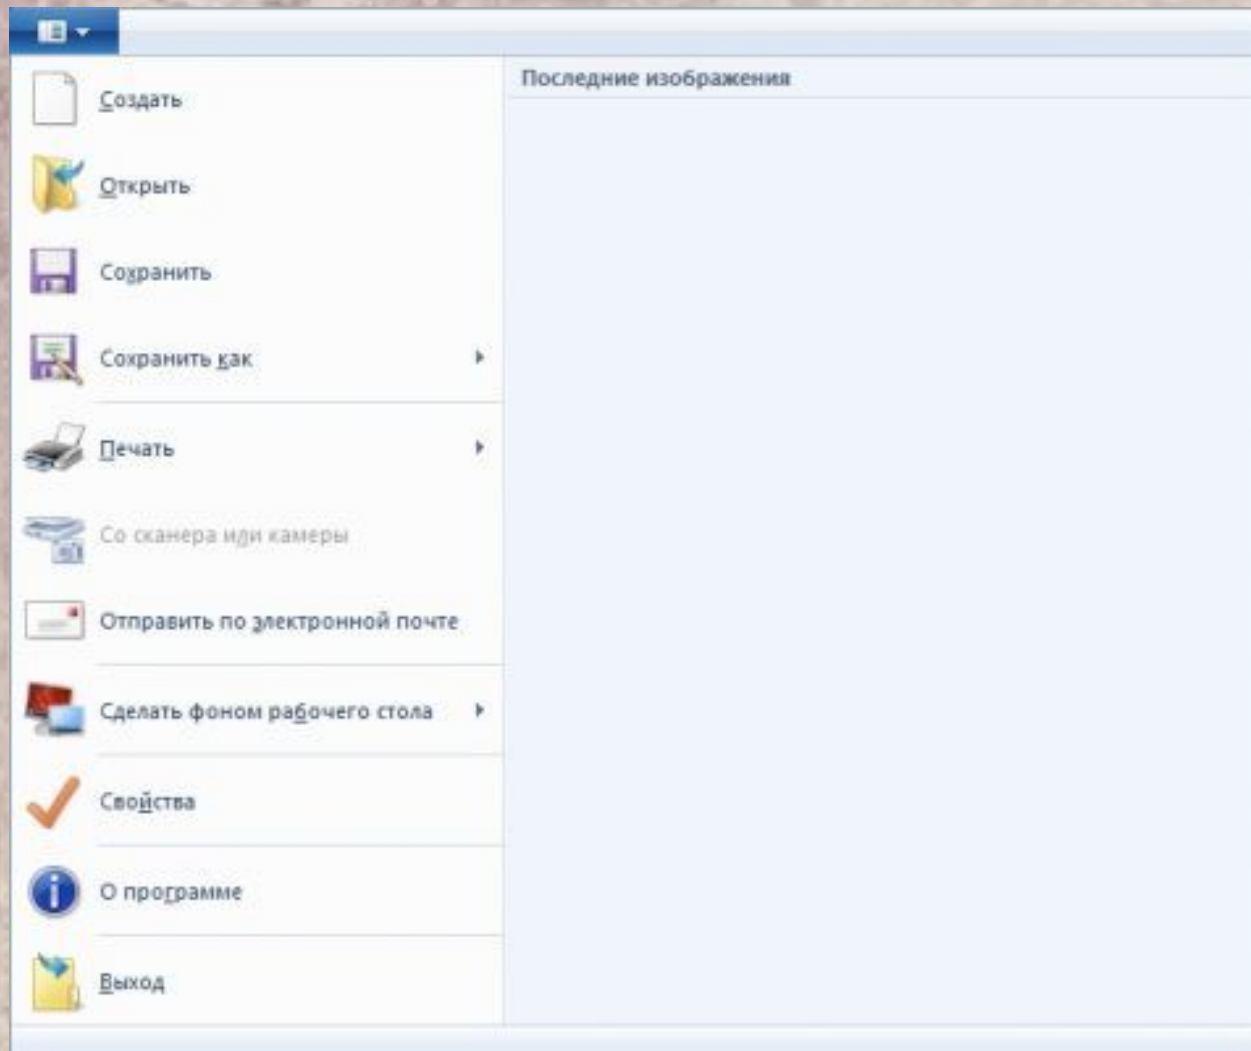 Последние изображения
Создать
Открыть
Сохранить
Сохранить как
Печать
Со сканера или камеры
Отправить по электронной почте
Сделать фоном рабочего стола
Свойства
О программе
Выход